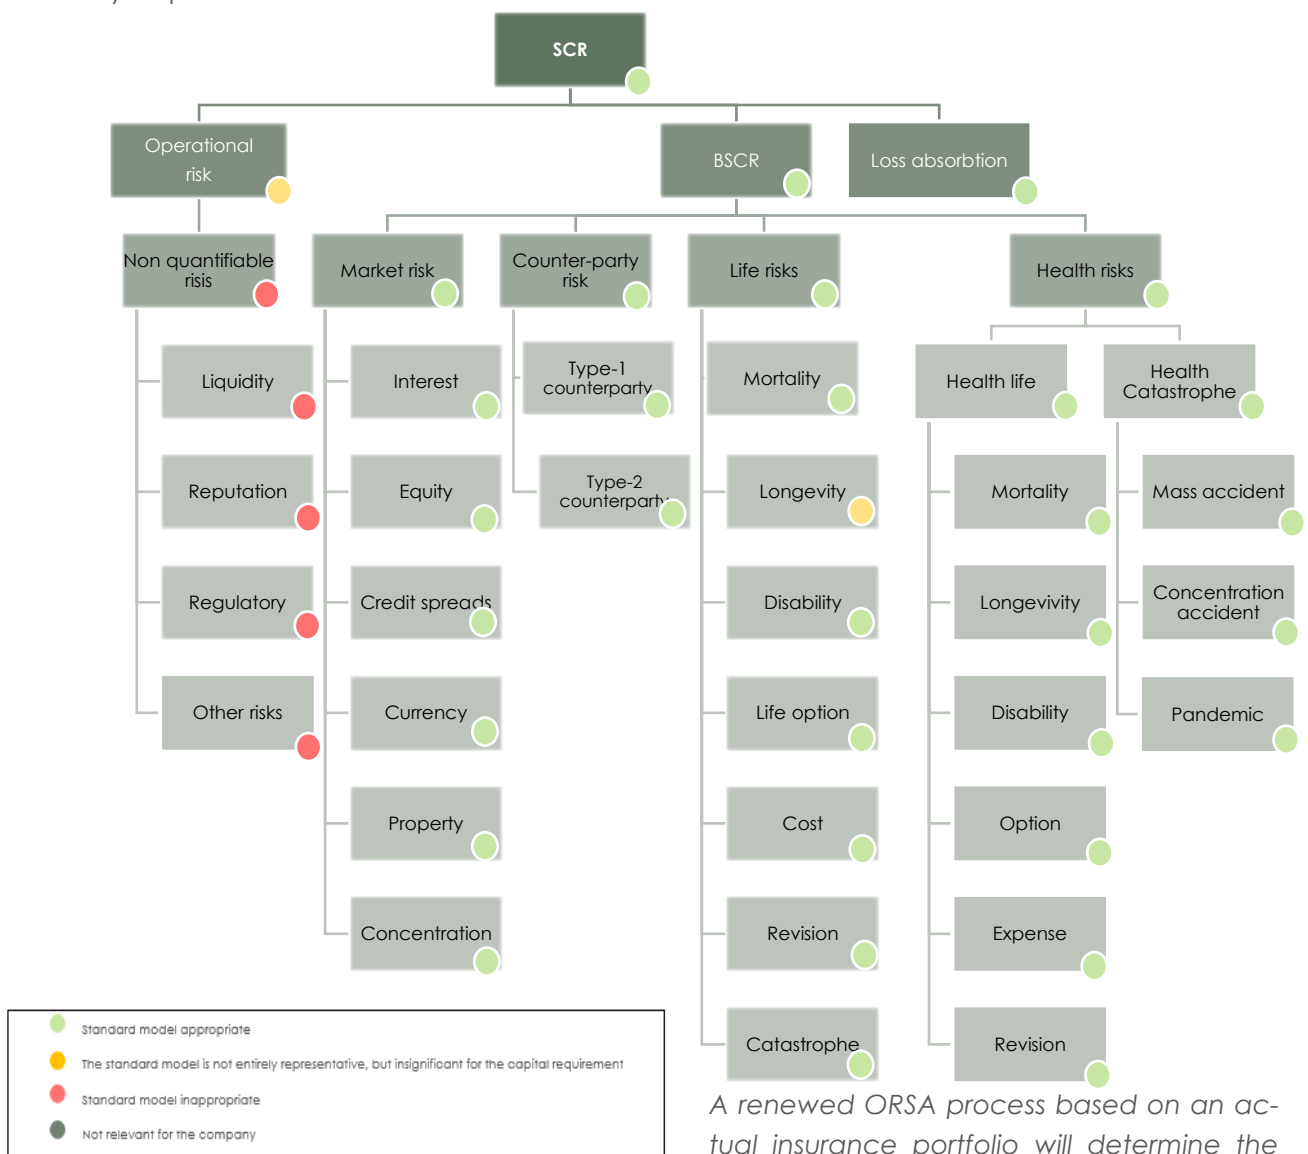 SCR
Operational
risk
BSCR
Loss absorbtion
Non quantifiable
risis
Market risk
Counter-party
risk
Life risks
Health risks
Liquidity
Interest
Type-1
counterparty
Mortality
Health life
Health
Catastrophe
Reputation
Equity
Type-2
counterparty
Longevity
Mortality
Mass accident
Regulatory
Credit spreads
Disability
Longevivity
Concentration
accident
Other risks
Currency
Life option
Disability
Pandemic
Property
Cost
Option
Concentration
Revision
Expense
Catastrophe
Revision
Standard model appropriate
The standard model is not entirely representative, but insignificant for the capital requirement
Standard model inappropriate
Not relevant for the company
A renewed ORSA process based on an ac-
tual insurance portfolio will determine the